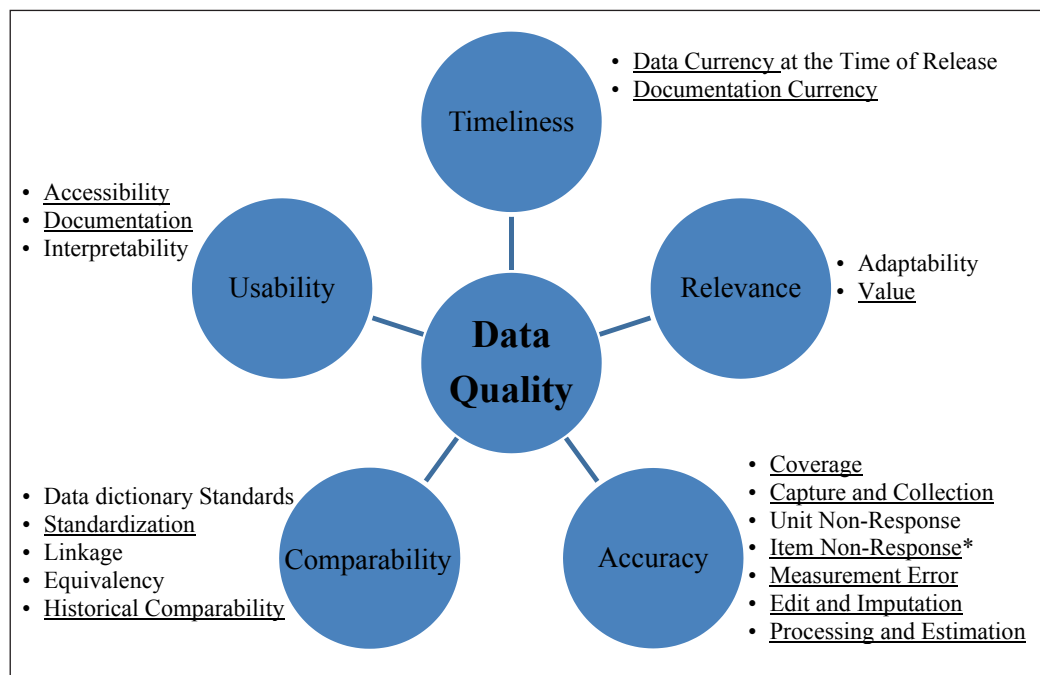 • Data Currency at the Time of Release
• Documentation Currency
Timeliness
• Accessibility
• Documentation
• Interpretability
Usability
Relevance
• Adaptability
• Value
Data
Quality
• Data dictionary Standards
• Standardization
• Linkage
• Equivalency
• Historical Comparability
Comparability
Accuracy
• Coverage
• Capture and Collection
• Unit Non-Response
• Item Non-Response*
• Measurement Error
• Edit and Imputation
• Processing and Estimation